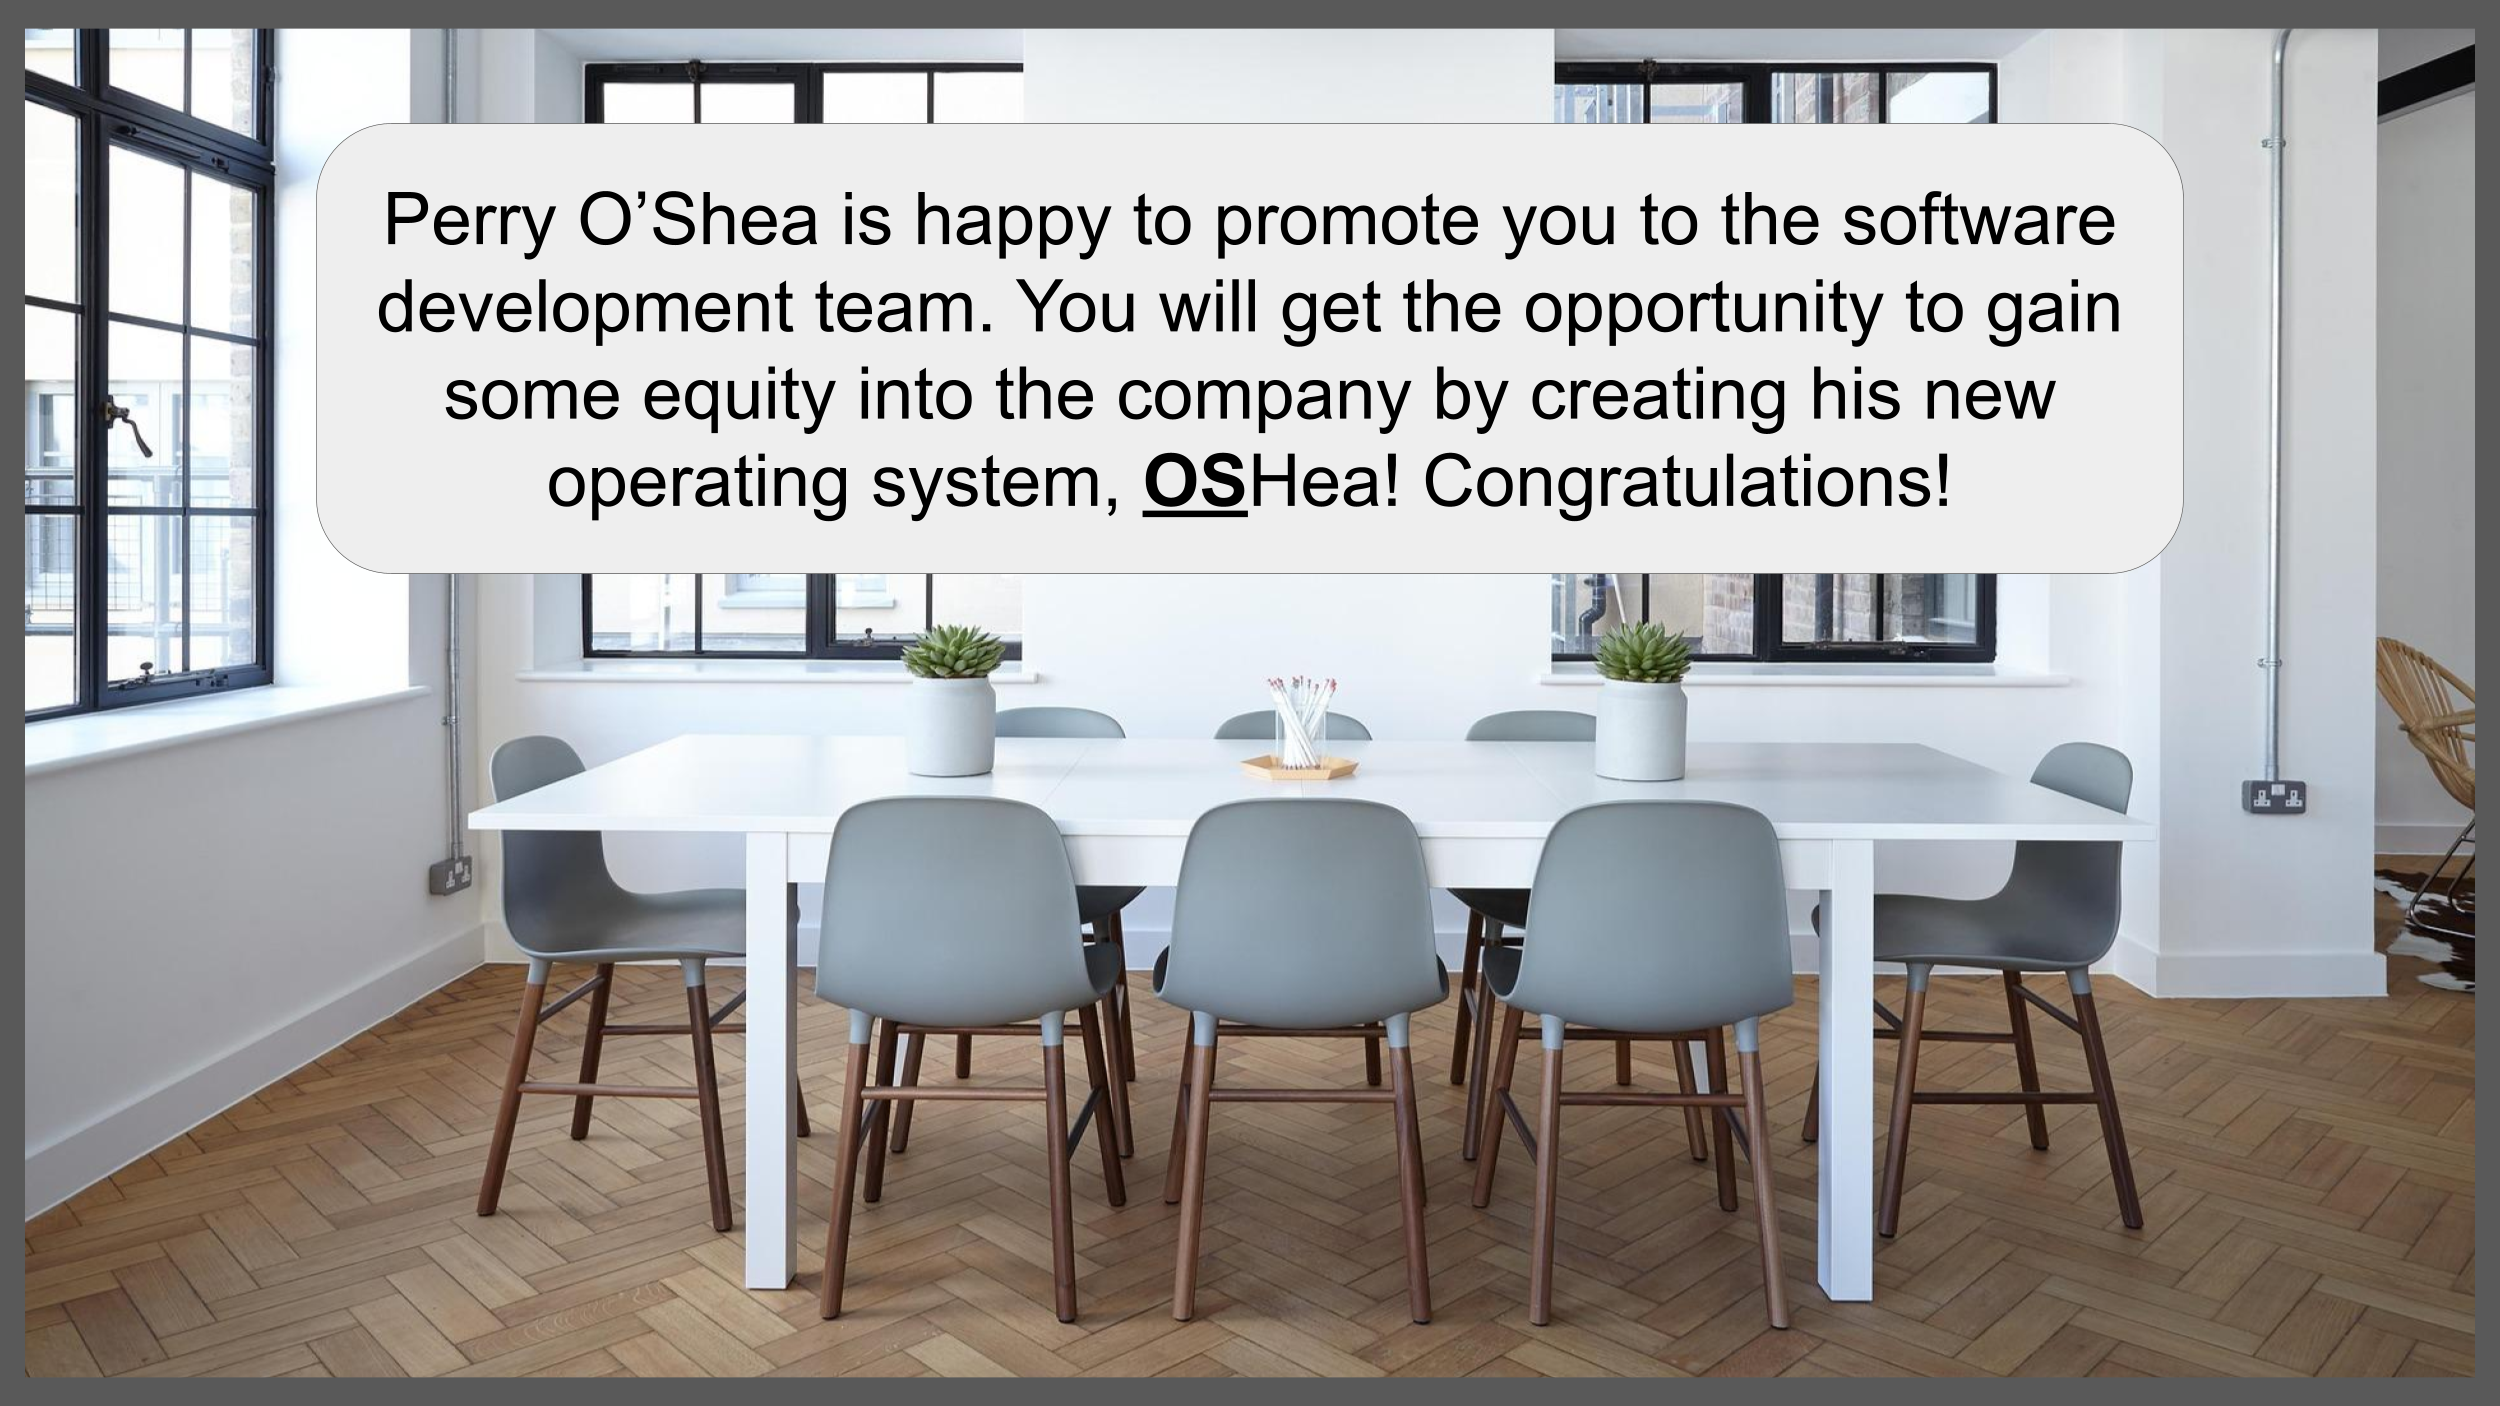 Perry O’Shea is happy to promote you to the software
development team. You will get the opportunity to gain
some equity into the company by creating his new
operating system, OSHea! Congratulations!